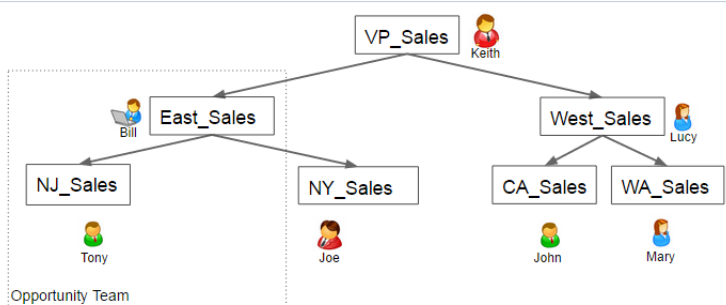 VP_Sales
Keith
East_Sales
Bill
West_Sales
Lucy
NJ_Sales
NY_Sales
CA_Sales
WA_Sales
Tony
Joe
John
Mary
Opportunity Team